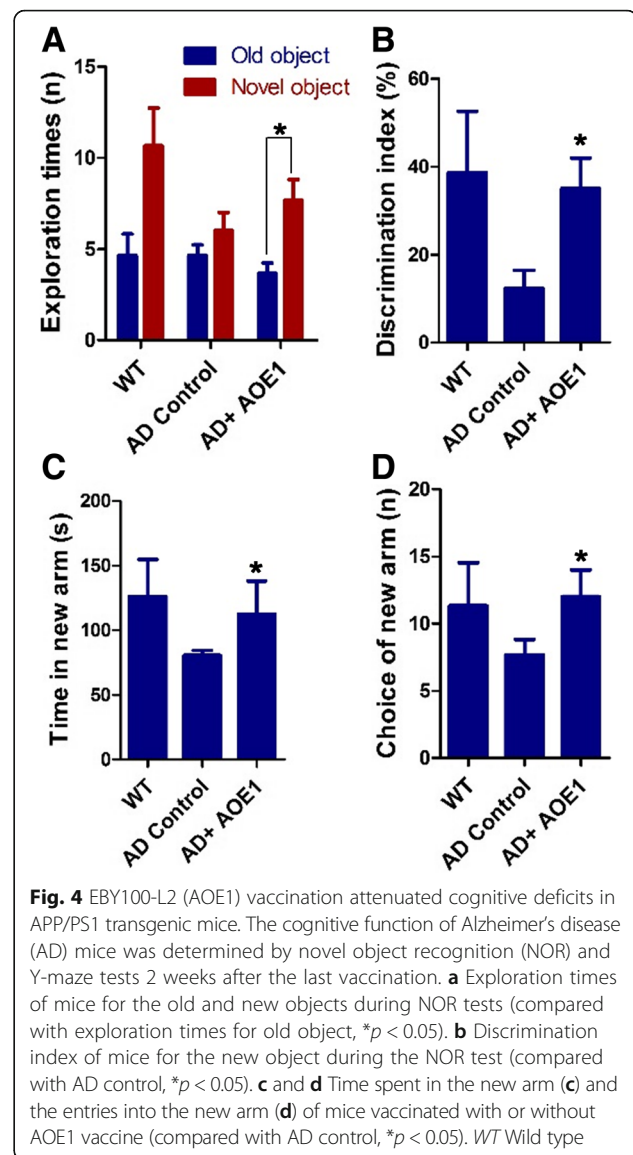 A
Old object
Novel object
Exploration times (n)
15
10
5
0
*
WT
AD Control
AD+ AOE1
B
Discrimination index (%)
60
40
20
0
*
WT
AD Control
AD+ AOE1
C
Time in new arm (s)
200
150
100
50
0
*
WT
AD Control
AD+ AOE1
D
Choice of new arm (n)
20
15
10
5
0
*
WT
AD Control
AD+ AOE1
Fig. 4 EBY100-L2 (AOE1) vaccination attenuated cognitive deficits in
APP/PS1 transgenic mice. The cognitive function of Alzheimer's disease
(AD) mice was determined by novel object recognition (NOR) and
Y-maze tests 2 weeks after the last vaccination. a Exploration times
of mice for the old and new objects during NOR tests (compared
with exploration times for old object, *p < 0.05). b Discrimination
index of mice for the new object during the NOR test (compared
with AD control, *p < 0.05). c and d Time spent in the new arm (c) and
the entries into the new arm (d) of mice vaccinated with or without
AOE1 vaccine (compared with AD control, *p < 0.05). WT Wild type